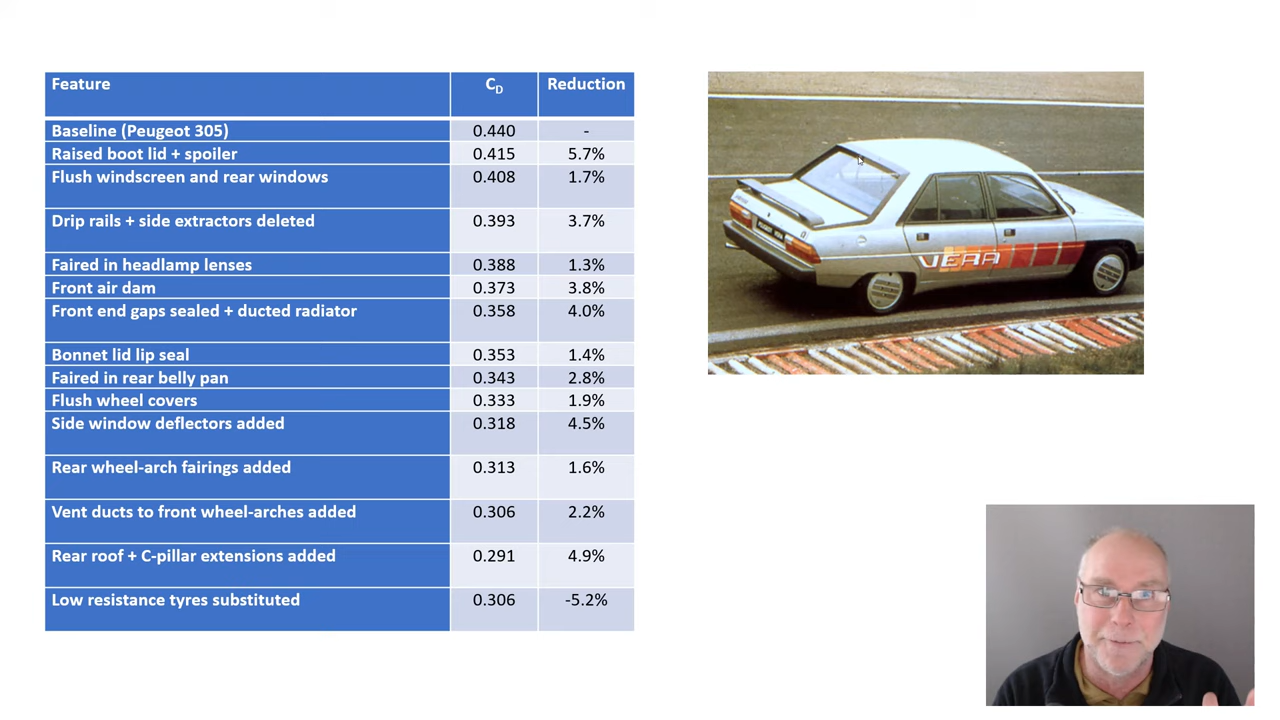 Feature C_D Reduction
Baseline (Peugeot 305) 0.440 -
Raised boot lid + spoiler 0.415 5.7%
Flush windscreen and rear windows 0.408 1.7%
Drip rails + side extractors deleted 0.393 3.7%
Faired in headlamp lenses 0.388 1.3%
Front air dam 0.373 3.8%
Front end gaps sealed + ducted radiator 0.358 4.0%
Bonnet lid lip seal 0.353 1.4%
Faired in rear belly pan 0.343 2.8%
Flush wheel covers 0.333 1.9%
Side window deflectors added 0.318 4.5%
Rear wheel-arch fairings added 0.313 1.6%
Vent ducts to front wheel-arches added 0.306 2.2%
Rear roof + C-pillar extensions added 0.291 4.9%
Low resistance tyres substituted 0.306 -5.2%
VERA
PEUGEOT VERA